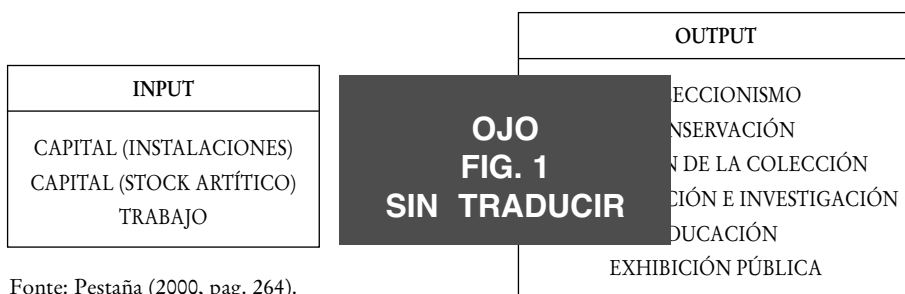 INPUT
CAPITAL (INSTALACIONES)
CAPITAL (STOCK ARTÍTICO)
TRABAJO
OJO
FIG. 1
SIN TRADUCIR
OUTPUT
ECCIONISMO
NSERVACIÓN
N DE LA COLECCIÓN
CIÓN E INVESTIGACIÓN
DUCACIÓN
EXHIBICIÓN PÚBLICA
Fonte: Pestaña (2000, pag. 264).